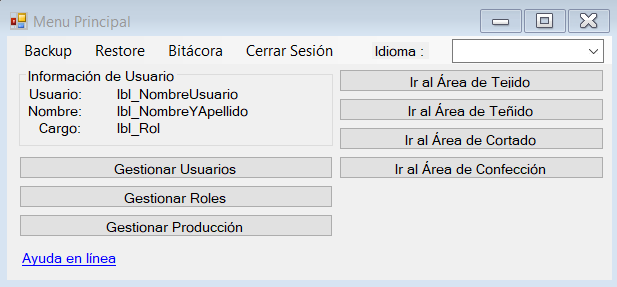 Menu Principal
Backup Restore Bitácora Cerrar Sesión Idioma :
Información de Usuario
Usuario: lbl_NombreUsuario
Nombre: lbl_NombreYApellido
Cargo: lbl_Rol
Gestionar Usuarios
Gestionar Roles
Gestionar Producción
Ayuda en línea
Ir al Área de Tejido
Ir al Área de Teñido
Ir al Área de Cortado
Ir al Área de Confección